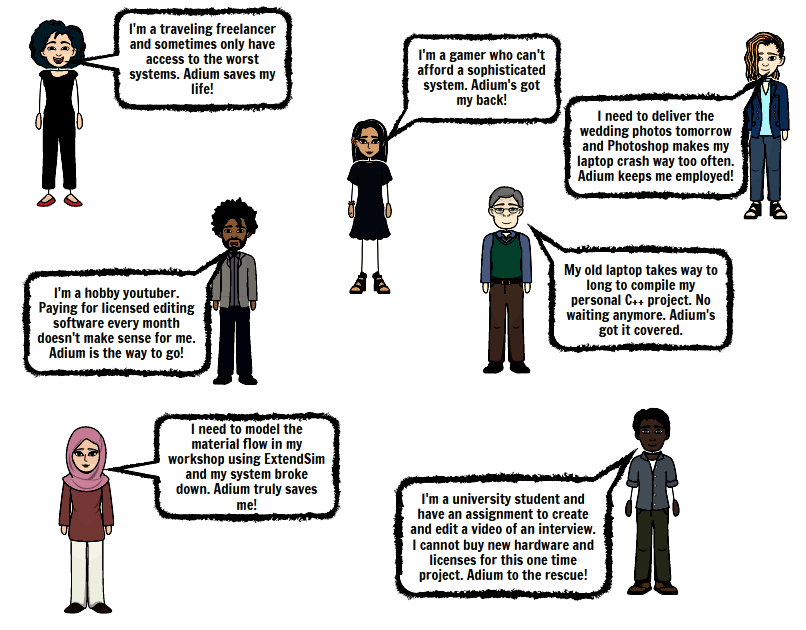 I'm a traveling freelancer
and sometimes only have
access to the worst
systems. Adium saves my
life!
I'm a gamer who can't
afford a sophisticated
system. Adium's got
my back!
I need to deliver the
wedding photos tomorrow
and Photoshop makes my
laptop crash way too often.
Adium keeps me employed!
I'm a hobby youtuber.
Paying for licensed editing
software every month
doesn't make sense for me.
Adium is the way to go!
My old laptop takes way to
long to compile my
personal C++ project. No
waiting anymore. Adium's
got it covered.
I need to model the
material flow in my
workshop using ExtendSim
and my system broke
down. Adium truly saves
me!
I'm a university student and
have an assignment to create
and edit a video of an interview.
I cannot buy new hardware and
licenses for this one time
project. Adium to the rescue!